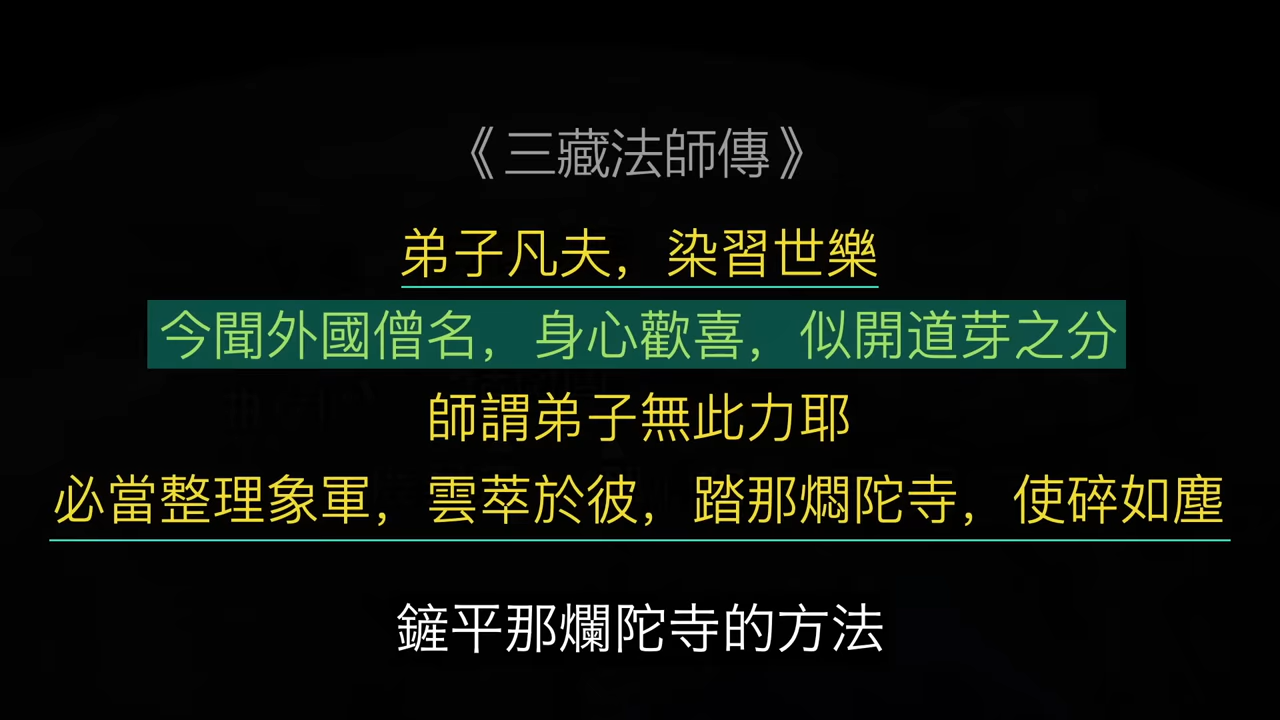 《三藏法師傳》
弟子凡夫，染習世樂
今聞外國僧名，身心歡喜，似開道芽之分
師謂弟子無此力耶
必當整理象軍，雲萃於彼，踏那爛陀寺，使碎如塵
鏟平那爛陀寺的方法